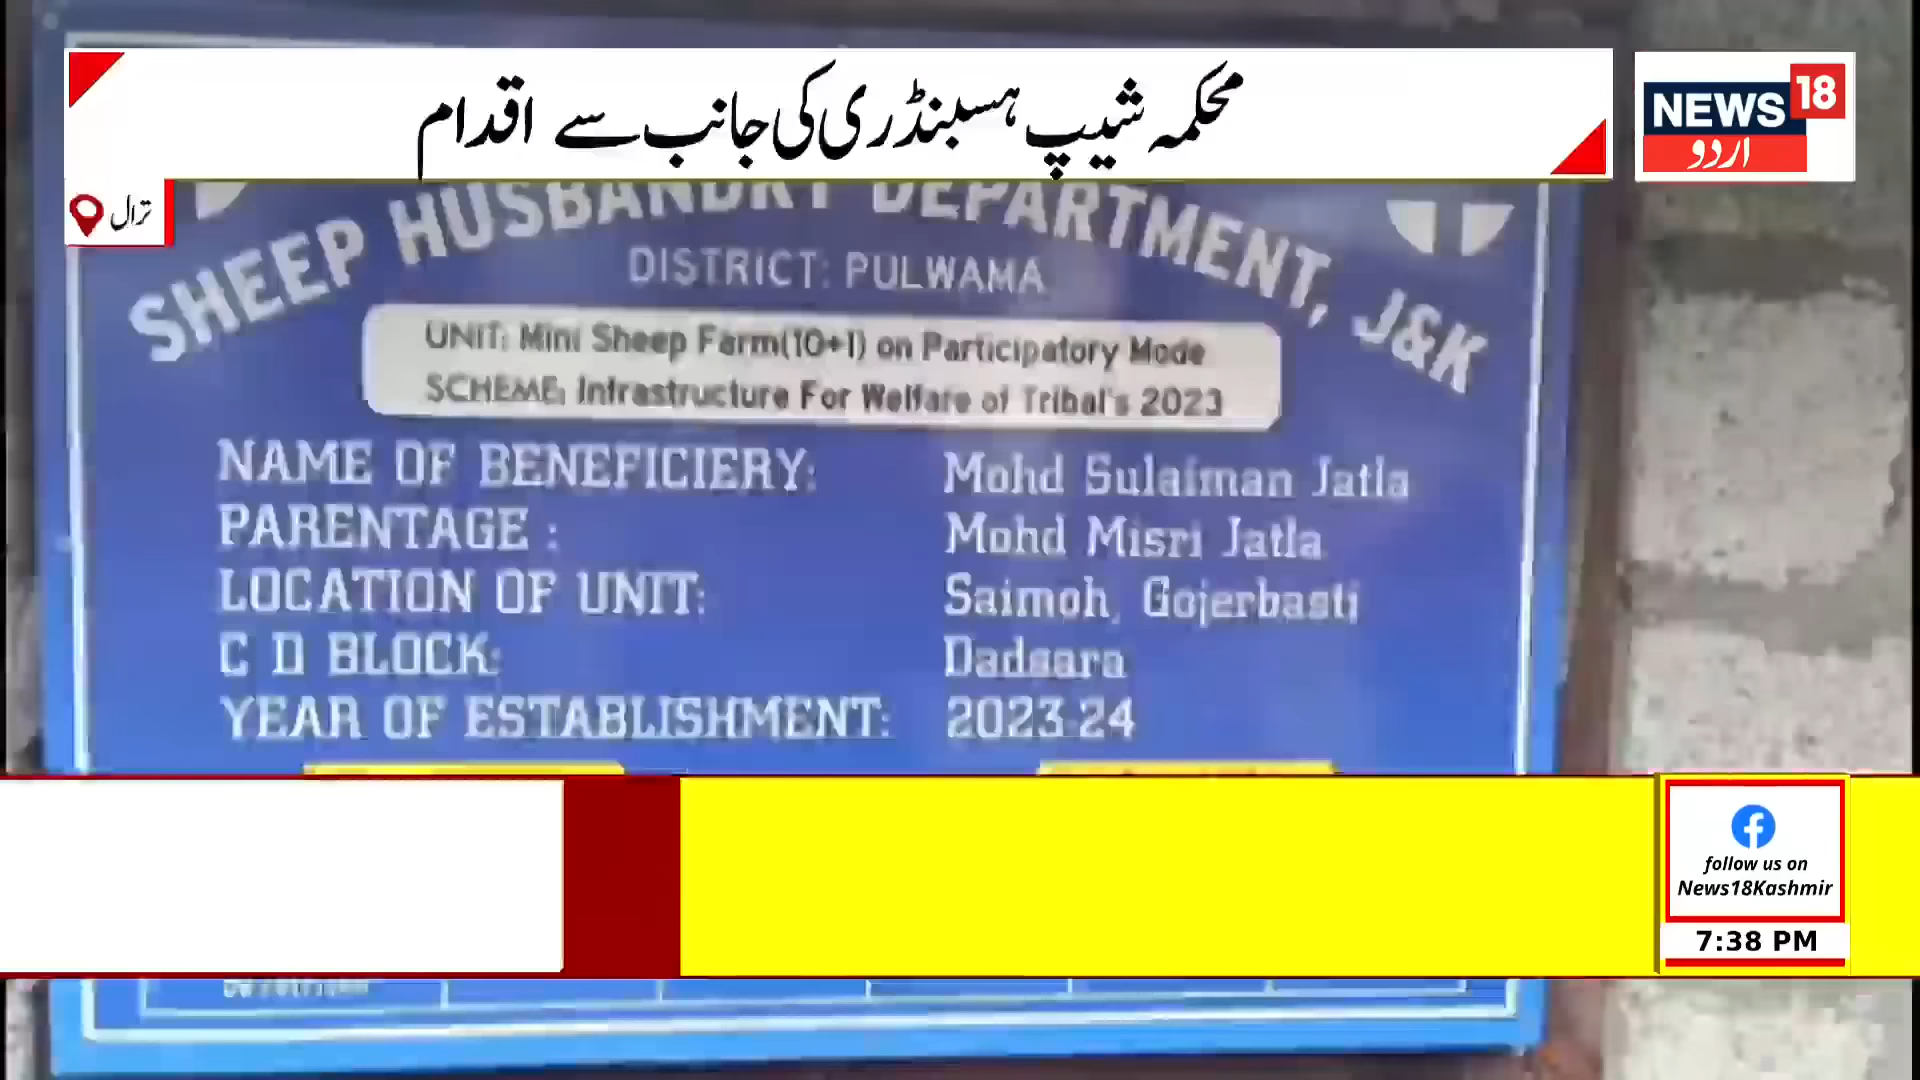 محکمہ شیپ ہسبنڈری کی جانب سے اقدام
NEWS 18
اردو
ترال
SHEEP HUSBANDRY DEPARTMENT, J&K
DISTRICT: PULWAMA
UNIT: Mini Sheep Farm(10+1) on Participatory Mode
SCHEME: Infrastructure For Welfare of Tribal's 2023
NAME OF BENEFICIERY: Mohd Sulaiman Jatla
PARENTAGE : Mohd Misri Jatla
LOCATION OF UNIT: Saimoh, Gojerbasti
C D BLOCK: Dadsara
YEAR OF ESTABLISHMENT: 2023-24
follow us on
News18Kashmir
7:38 PM